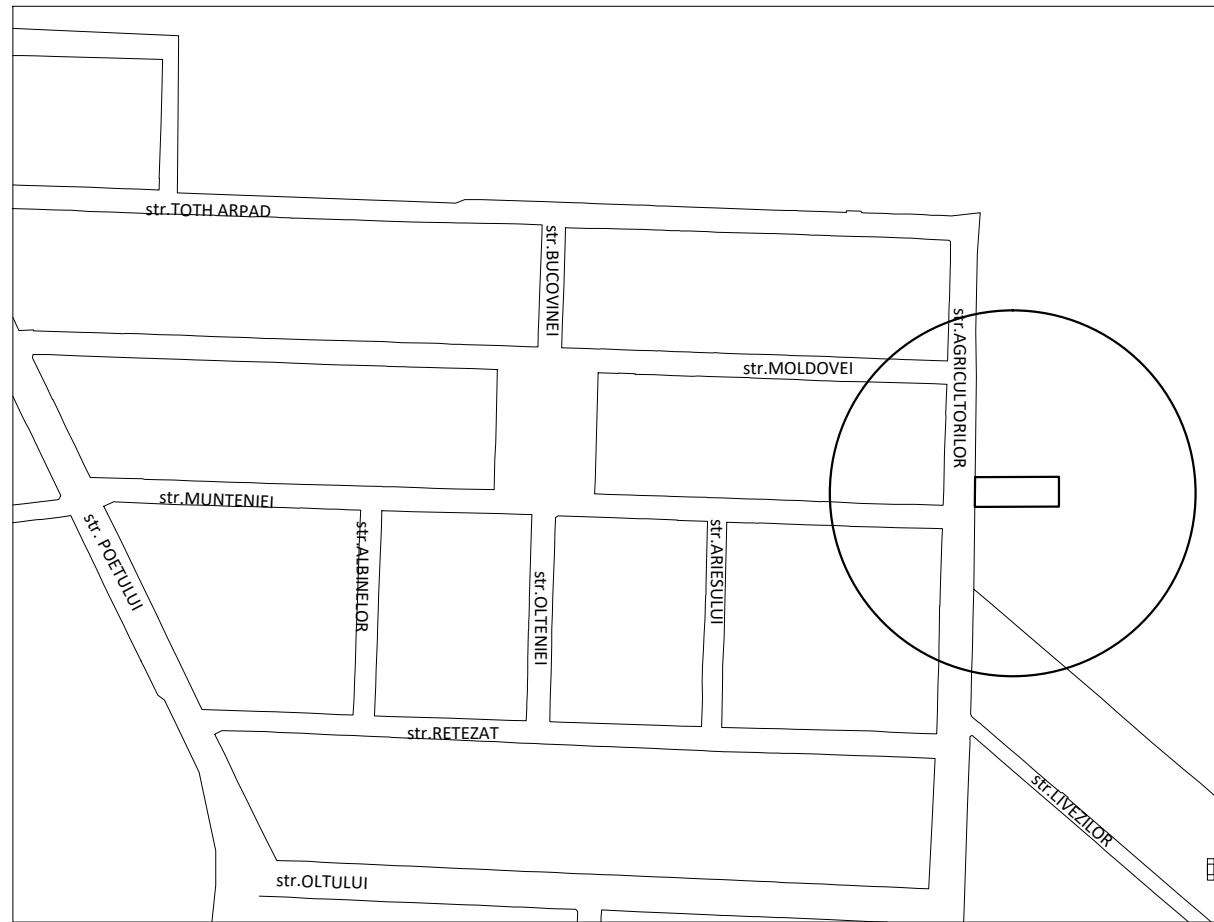 str.TOTH ARPAD
str.BUCOVINEI
str.AGRICULTORILOR
str.MOLDOVEI
str.MUNTENIEI
str. POETULUI
str.ALBINELOR
str.OLTENIEI
str.ARIESULUI
str.RETEZAT
str.LIVEZILOR
str.OLTULUI